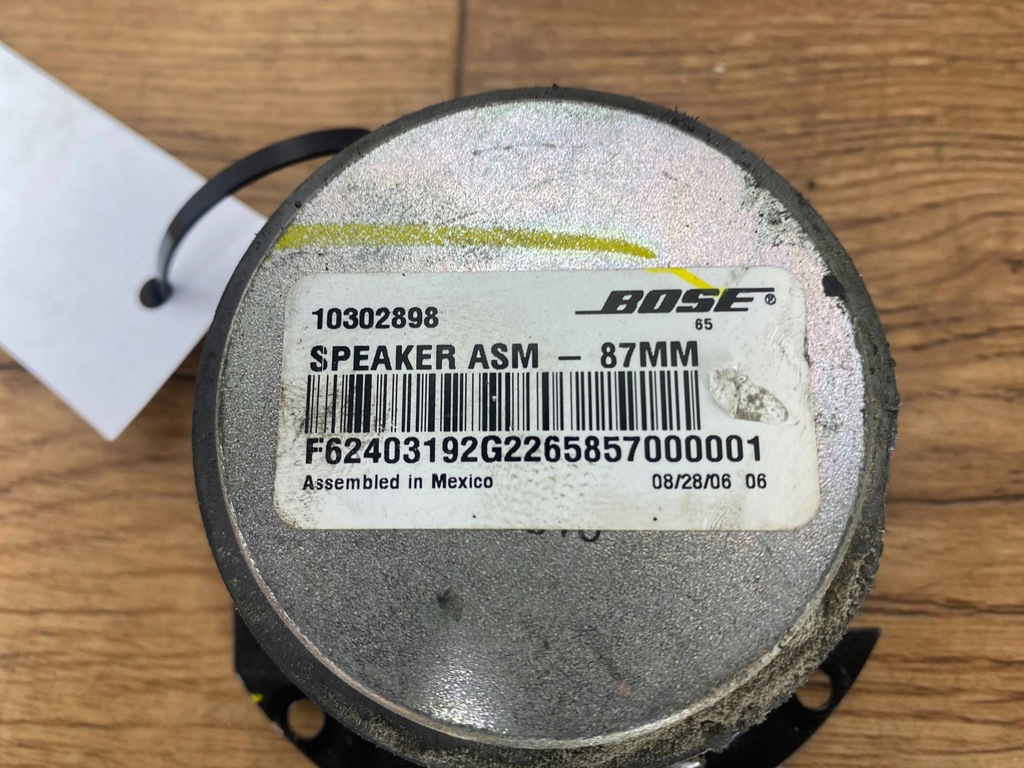 BOSE®
10302898
65
SPEAKER ASM – 87MM
F62403192G2265857000001
Assembled in Mexico 08/28/06 06